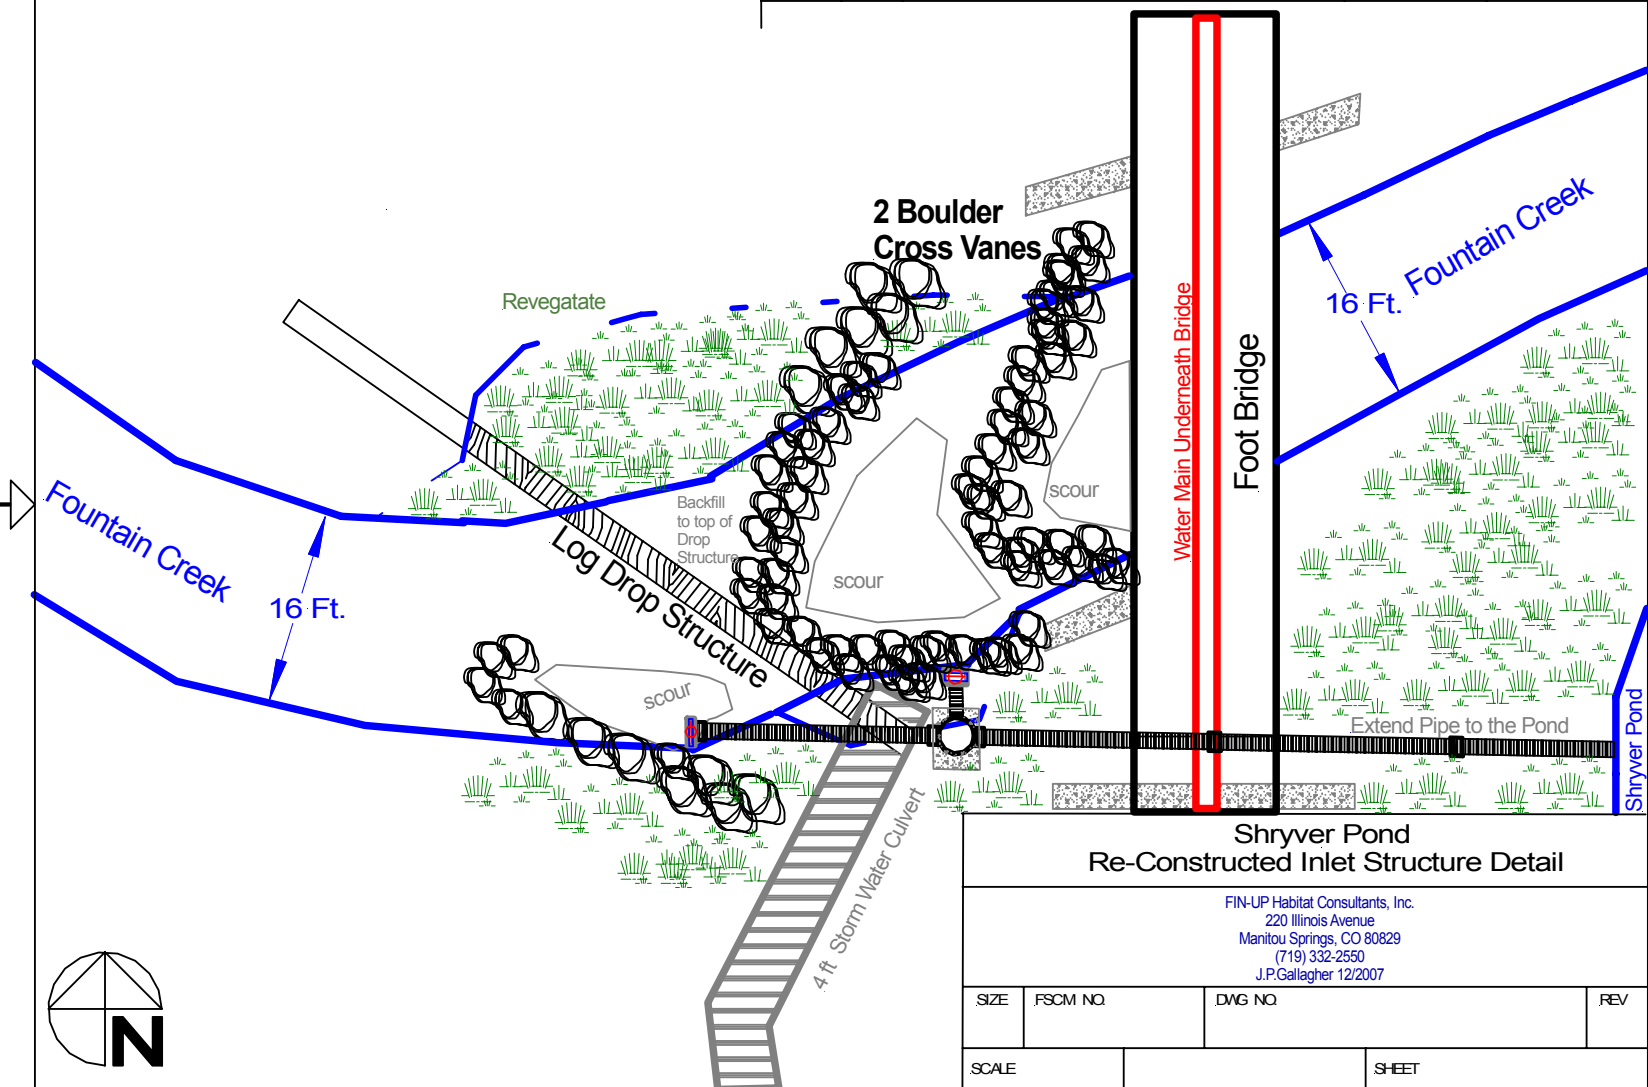 2 Boulder
Cross Vanes
Revegatate
Fountain Creek
16 Ft.
Water Main Underneath Bridge
Foot Bridge
Fountain Creek
16 Ft.
Backfill
to top of
Drop
Structure
Log Drop Structure
scour
scour
scour
Extend Pipe to the Pond
Shryver Pond
4 ft Storm Water Culvert
N
Shryver Pond
Re-Constructed Inlet Structure Detail
FIN-UP Habitat Consultants, Inc.
220 Illinois Avenue
Manitou Springs, CO 80829
(719) 332-2550
J.P.Gallagher 12/2007
SIZE
FSCM NO.
DWG NO.
REV
SCALE
SHEET